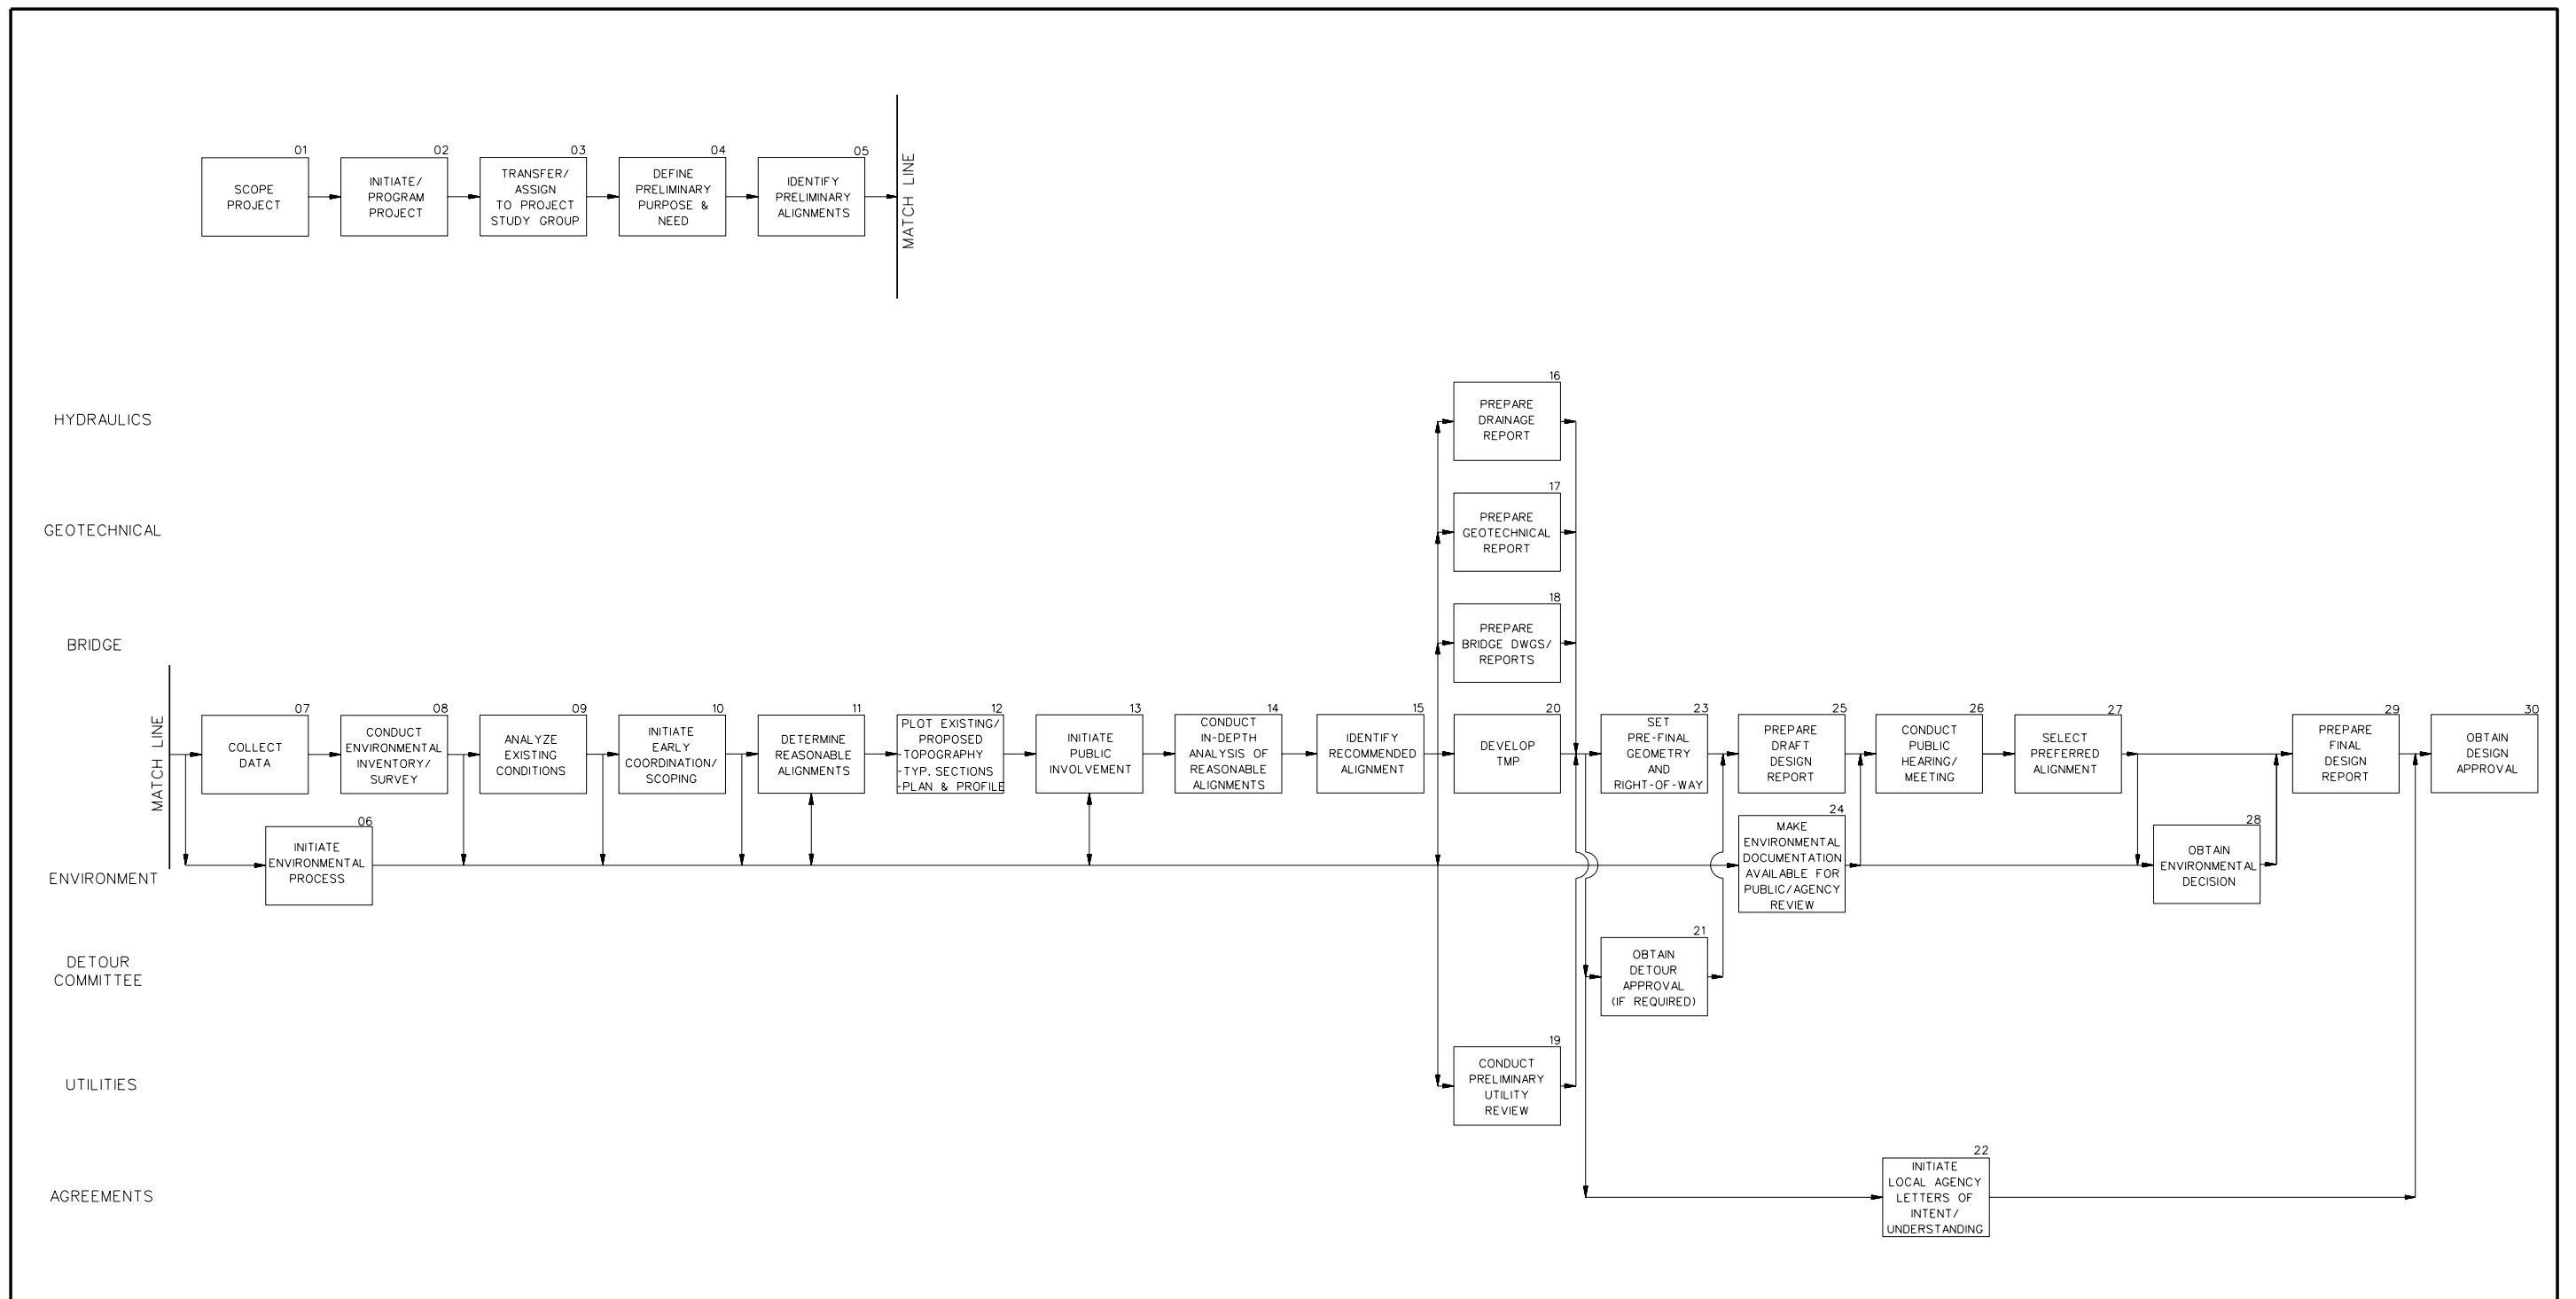 01
SCOPE
PROJECT
02
INITIATE/
PROGRAM
PROJECT
03
TRANSFER/
ASSIGN
TO PROJECT
STUDY GROUP
04
DEFINE
PRELIMINARY
PURPOSE &
NEED
05
IDENTIFY
PRELIMINARY
ALIGNMENTS
MATCH LINE
HYDRAULICS
16
PREPARE
DRAINAGE
REPORT
GEOTECHNICAL
17
PREPARE
GEOTECHNICAL
REPORT
BRIDGE
18
PREPARE
BRIDGE DWGS/
REPORTS
MATCH LINE
07
COLLECT
DATA
08
CONDUCT
ENVIRONMENTAL
INVENTORY/
SURVEY
09
ANALYZE
EXISTING
CONDITIONS
10
INITIATE
EARLY
COORDINATION/
SCOPING
11
DETERMINE
REASONABLE
ALIGNMENTS
12
PLOT EXISTING/
PROPOSED
-TOPOGRAPHY
-TYP. SECTIONS
-PLAN & PROFILE
13
INITIATE
PUBLIC
INVOLVEMENT
14
CONDUCT
IN-DEPTH
ANALYSIS OF
REASONABLE
ALIGNMENTS
15
IDENTIFY
RECOMMENDED
ALIGNMENT
20
DEVELOP
TMP
23
SET
PRE-FINAL
GEOMETRY
AND
RIGHT-OF-WAY
25
PREPARE
DRAFT
DESIGN
REPORT
26
CONDUCT
PUBLIC
HEARING/
MEETING
27
SELECT
PREFERRED
ALIGNMENT
29
PREPARE
FINAL
DESIGN
REPORT
30
OBTAIN
DESIGN
APPROVAL
ENVIRONMENT
06
INITIATE
ENVIRONMENTAL
PROCESS
24
MAKE
ENVIRONMENTAL
DOCUMENTATION
AVAILABLE FOR
PUBLIC/AGENCY
REVIEW
28
OBTAIN
ENVIRONMENTAL
DECISION
DETOUR
COMMITTEE
21
OBTAIN
DETOUR
APPROVAL
(IF REQUIRED)
UTILITIES
19
CONDUCT
PRELIMINARY
UTILITY
REVIEW
AGREEMENTS
22
INITIATE
LOCAL AGENCY
LETTERS OF
INTENT/
UNDERSTANDING